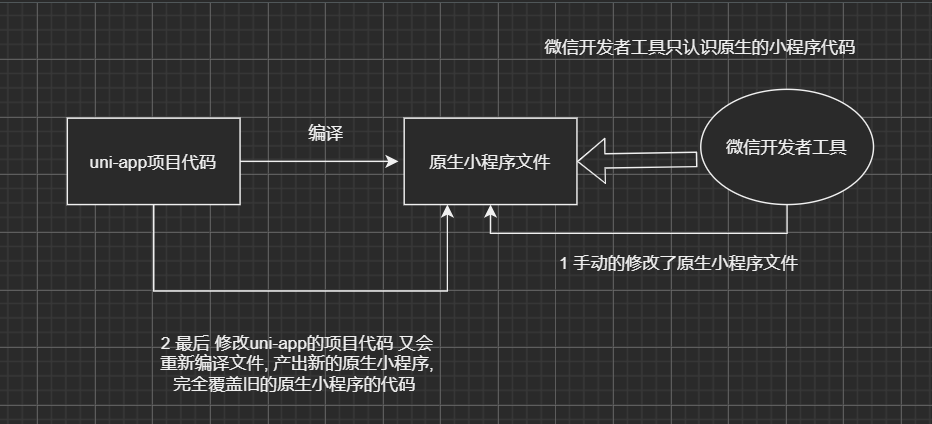 微信开发者工具只认识原生的小程序代码
编译
uni-app项目代码
原生小程序文件
微信开发者工具
1 手动的修改了原生小程序文件
2 最后 修改uni-app的项目代码 又会
重新编译文件, 产出新的原生小程序,
完全覆盖旧的原生小程序的代码